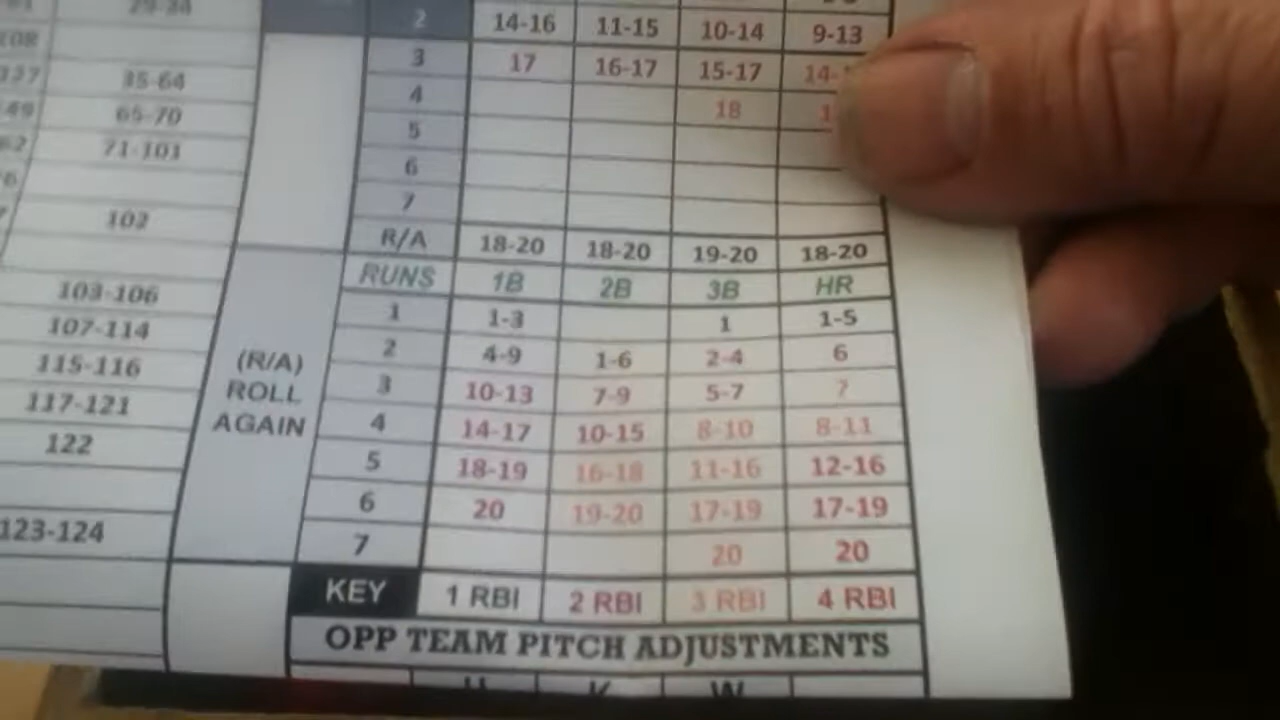 29-34
2 14-16 11-15 10-14 9-13
3 17 16-17 15-17
35-64
4 18
65-70
5
71-101
6
7
102
R/A 18-20 18-20 19-20 18-20
RUNS 1B 2B 3B HR
103-106
1 1-3 1 1-5
107-114
2 4-9 1-6 2-4 6
115-116
(R/A) ROLL AGAIN
3 10-13 7-9 5-7 7
117-121
4 14-17 10-15 8-10 8-11
122
5 18-19 16-18 11-16 12-16
6 20 19-20 17-19 17-19
123-124
7 20 20
KEY 1 RBI 2 RBI 3 RBI 4 RBI
OPP TEAM PITCH ADJUSTMENTS